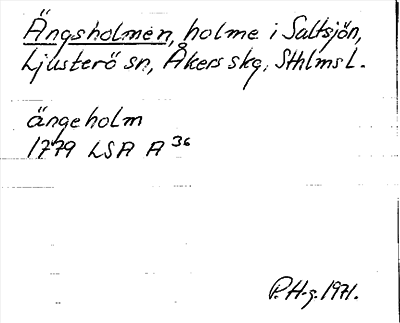 Ängsholmen, holme i Saltsjön,
Ljusterö sn, Åkers skg, Sthlms l.
ängeholm
1779 LSA A 36
P. H-g. 1971.